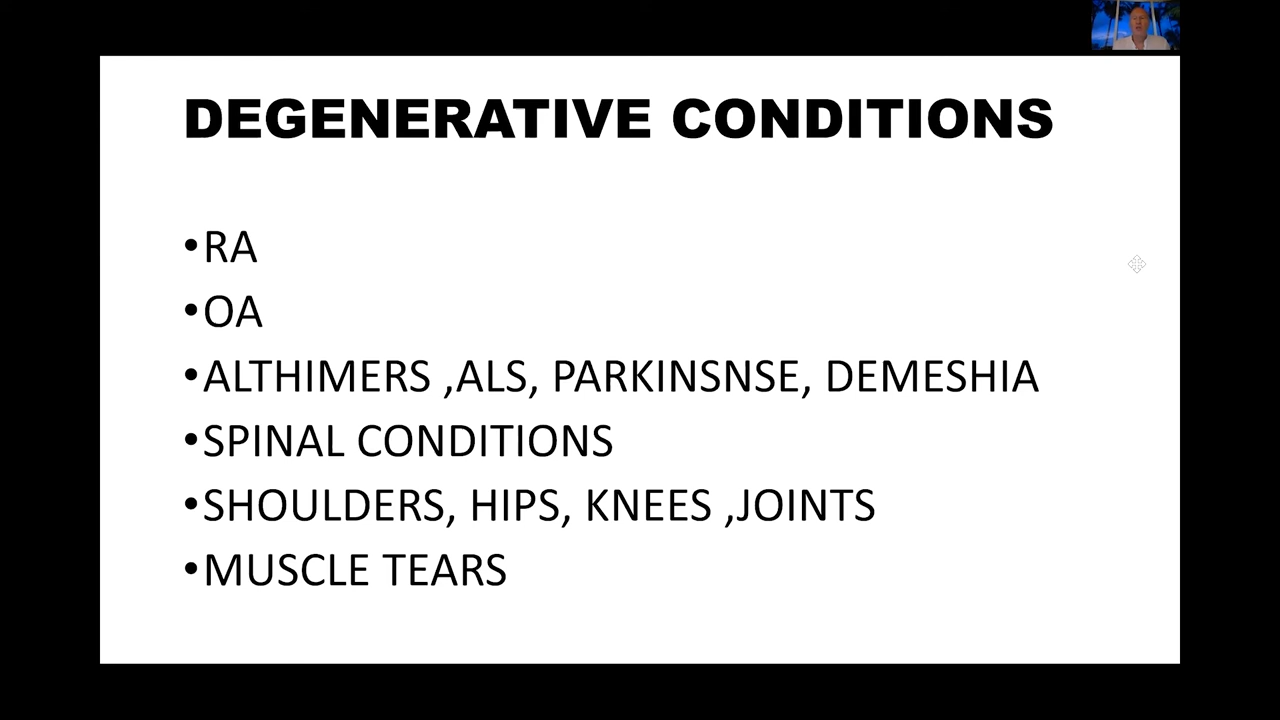 DEGENERATIVE CONDITIONS
•RA
•OA
•ALTHIMERS ,ALS, PARKINSNSE, DEMESHIA
•SPINAL CONDITIONS
•SHOULDERS, HIPS, KNEES ,JOINTS
•MUSCLE TEARS